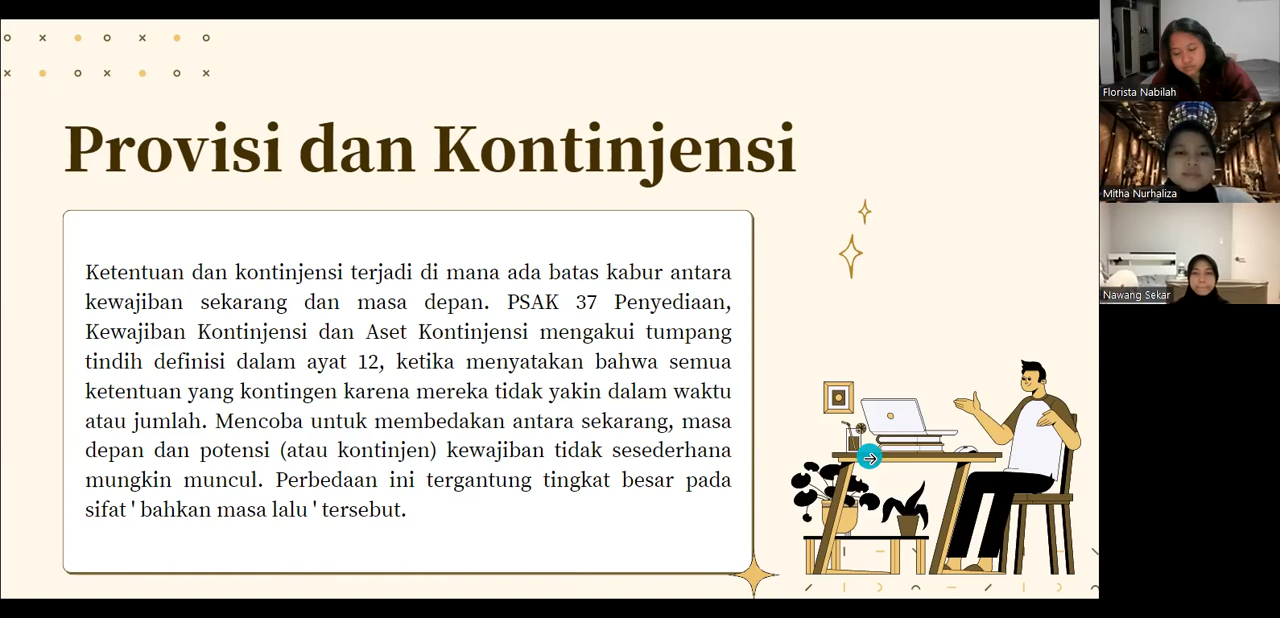 Provisi dan Kontinjensi
Ketentuan dan kontinjensi terjadi di mana ada batas kabur antara
kewajiban sekarang dan masa depan. PSAK 37 Penyediaan,
Kewajiban Kontinjensi dan Aset Kontinjensi mengakui tumpang
tindih definisi dalam ayat 12, ketika menyatakan bahwa semua
ketentuan yang kontingen karena mereka tidak yakin dalam waktu
atau jumlah. Mencoba untuk membedakan antara sekarang, masa
depan dan potensi (atau kontinjen) kewajiban tidak sesederhana
mungkin muncul. Perbedaan ini tergantung tingkat besar pada
sifat ' bahkan masa lalu ' tersebut.
Florista Nabilah
Mitha Nurhaliza
Nawang Sekar